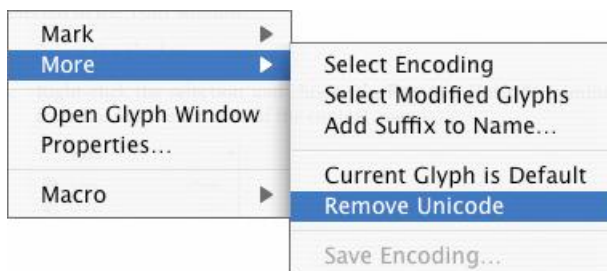 Mark
More
Open Glyph Window
Properties...
Macro
Select Encoding
Select Modified Glyphs
Add Suffix to Name...
Current Glyph is Default
Remove Unicode
Save Encoding...